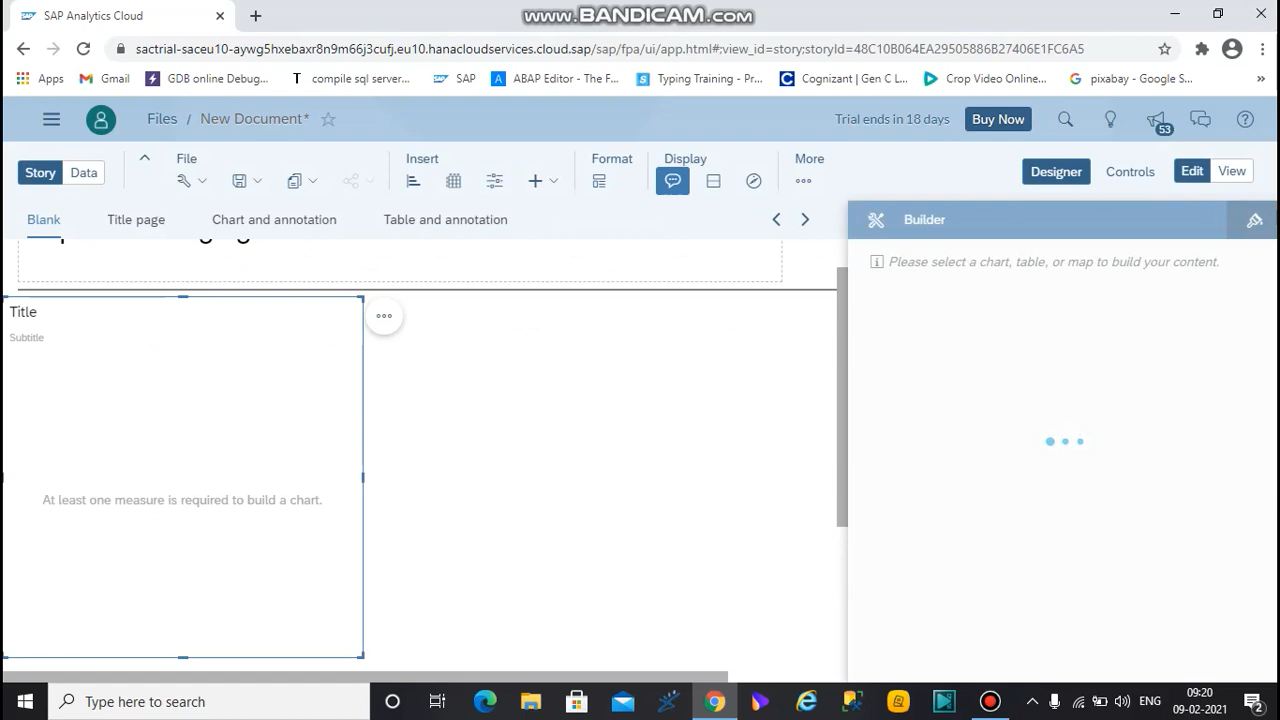 SAP Analytics Cloud
www.BANDICAM.com
sactrial-saceu10-aywg5hxebaxr8n9m66j3cufj.eu10.hanacloudservices.cloud.sap/sap/fpa/ui/app.html#;view_id=story;storyId=48C10B064EA29505886B27406E1FC6A5
Apps Gmail GDB online Debug... T compile sql server... SAP ABAP Editor - The F... Typing Training - Pr... Cognizant | Gen C L... Crop Video Online... pixabay - Google S...
Files / New Document* Trial ends in 18 days Buy Now 53
Story Data File Insert Format Display More Designer Controls Edit View
Blank Title page Chart and annotation Table and annotation
Builder
Please select a chart, table, or map to build your content.
Title
Subtitle
At least one measure is required to build a chart.
Type here to search
ENG 09:20
09-02-2021 2